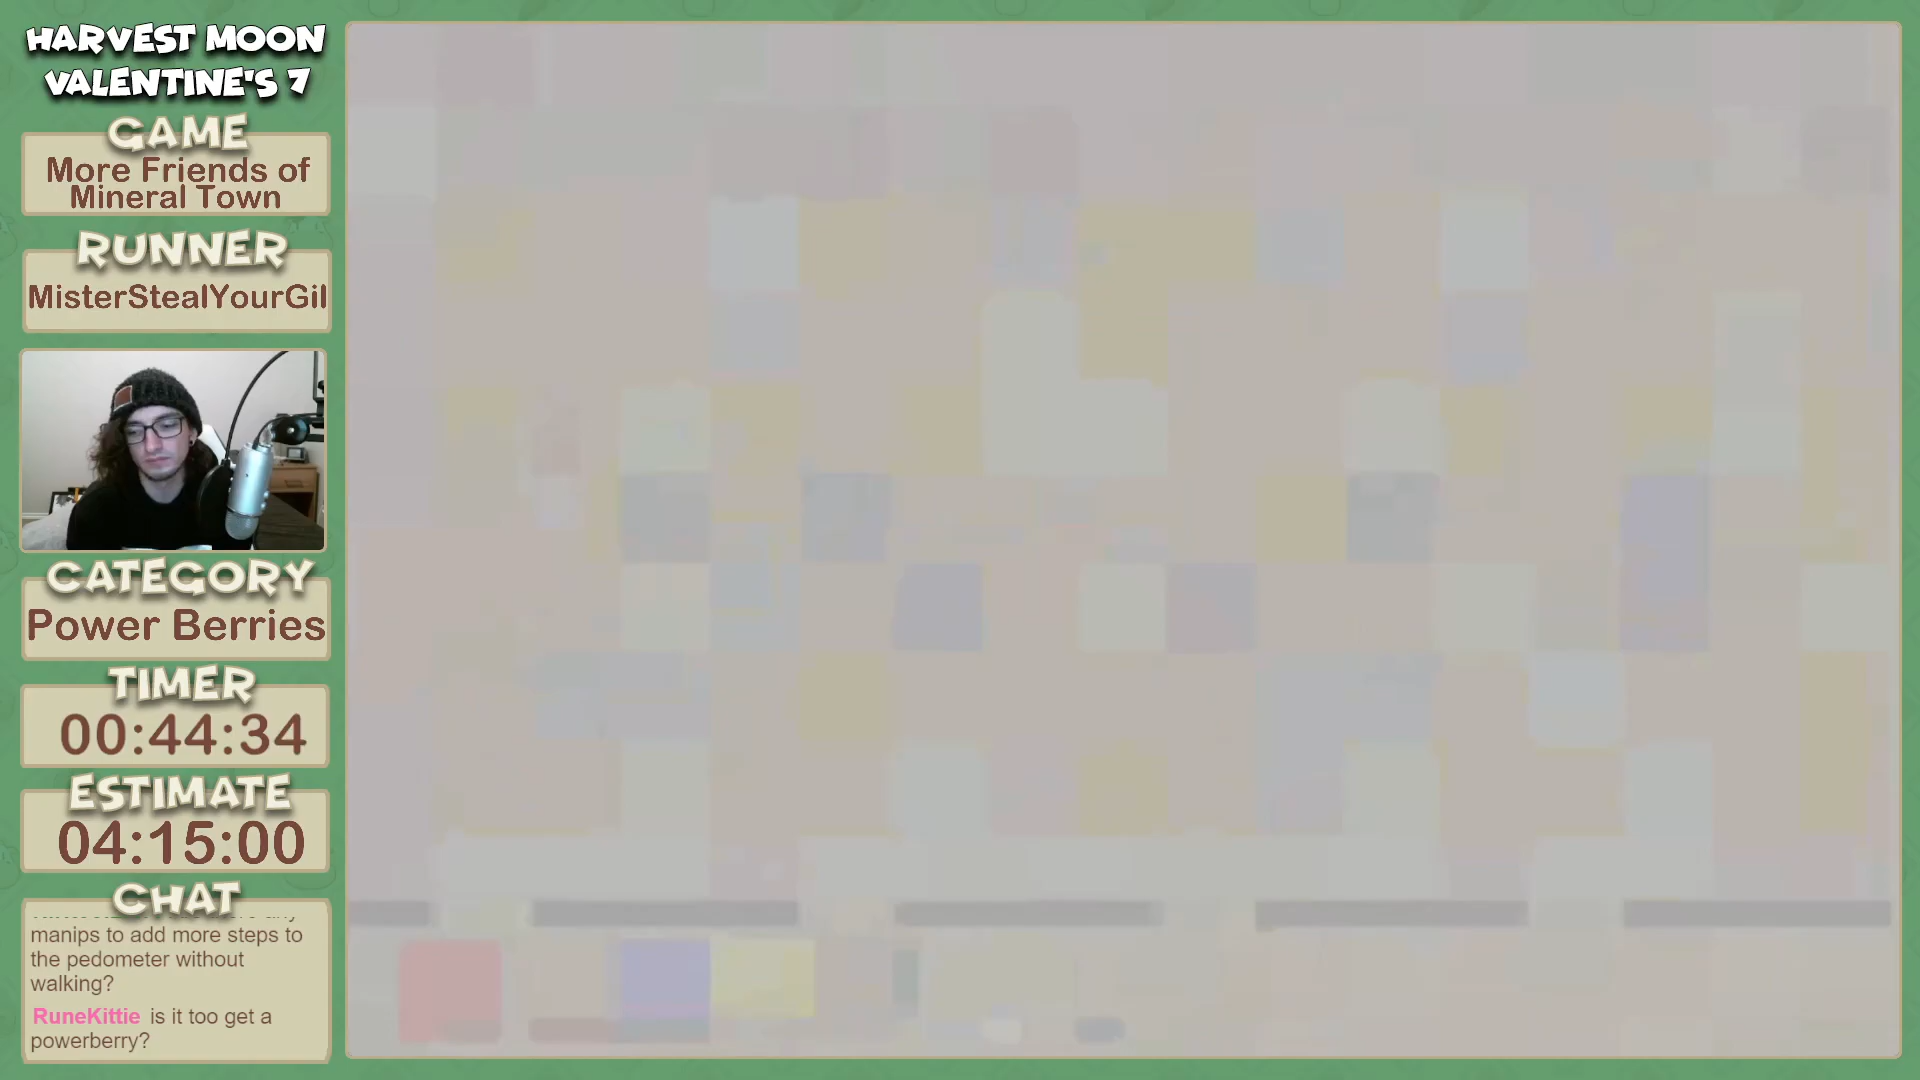 HARVEST MOON
VALENTINE'S 7
GAME
More Friends of
Mineral Town
RUNNER
MisterStealYourGil
CATEGORY
Power Berries
TIMER
00:44:34
ESTIMATE
04:15:00
CHAT
manips to add more steps to
the pedometer without
walking?
RuneKittie is it too get a
powerberry?